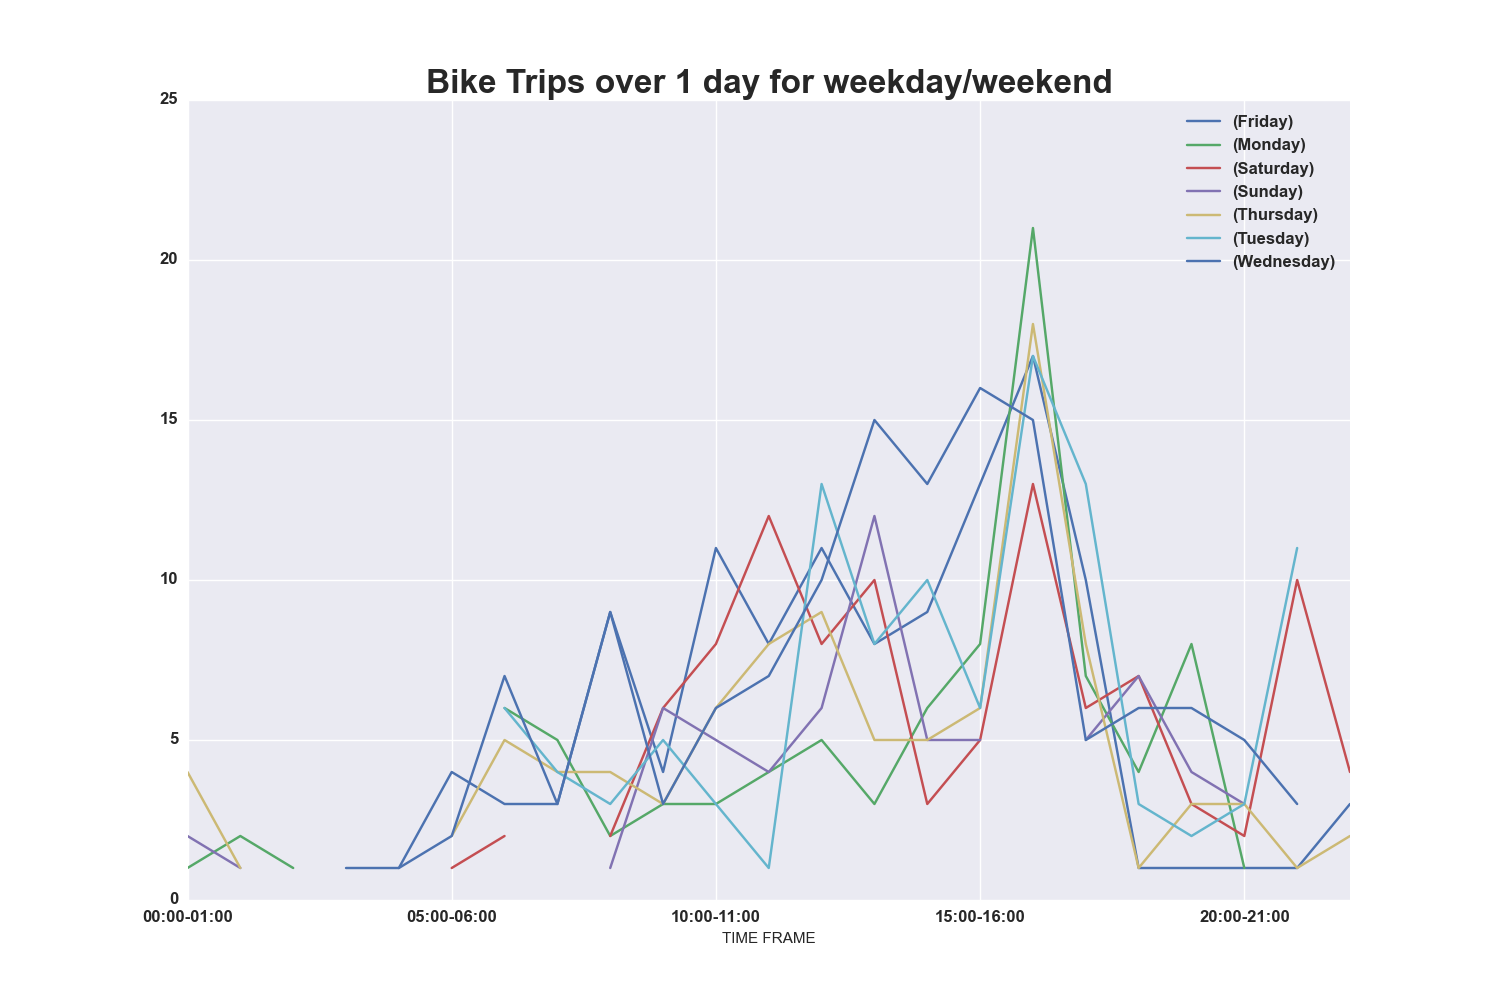 Bike Trips over 1 day for weekday/weekend
25
20
15
10
5
0
(Friday)
(Monday)
(Saturday)
(Sunday)
(Thursday)
(Tuesday)
(Wednesday)
00:00-01:00 05:00-06:00 10:00-11:00 15:00-16:00 20:00-21:00
TIME FRAME